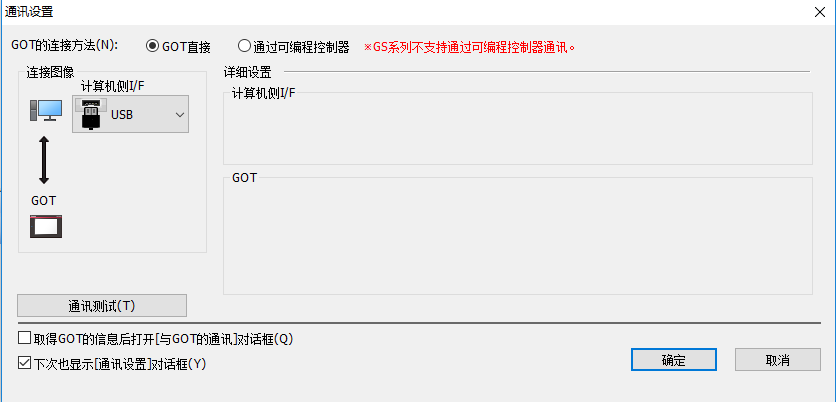 通讯设置
GOT的连接方法(N): GOT直接 通过可编程控制器 ※GS系列不支持通过可编程控制器通讯。
连接图像
计算机侧I/F
USB
GOT
详细设置
计算机侧I/F
GOT
通讯测试(T)
取得GOT的信息后打开[与GOT的通讯]对话框(Q)
下次也显示[通讯设置]对话框(Y)
确定 取消